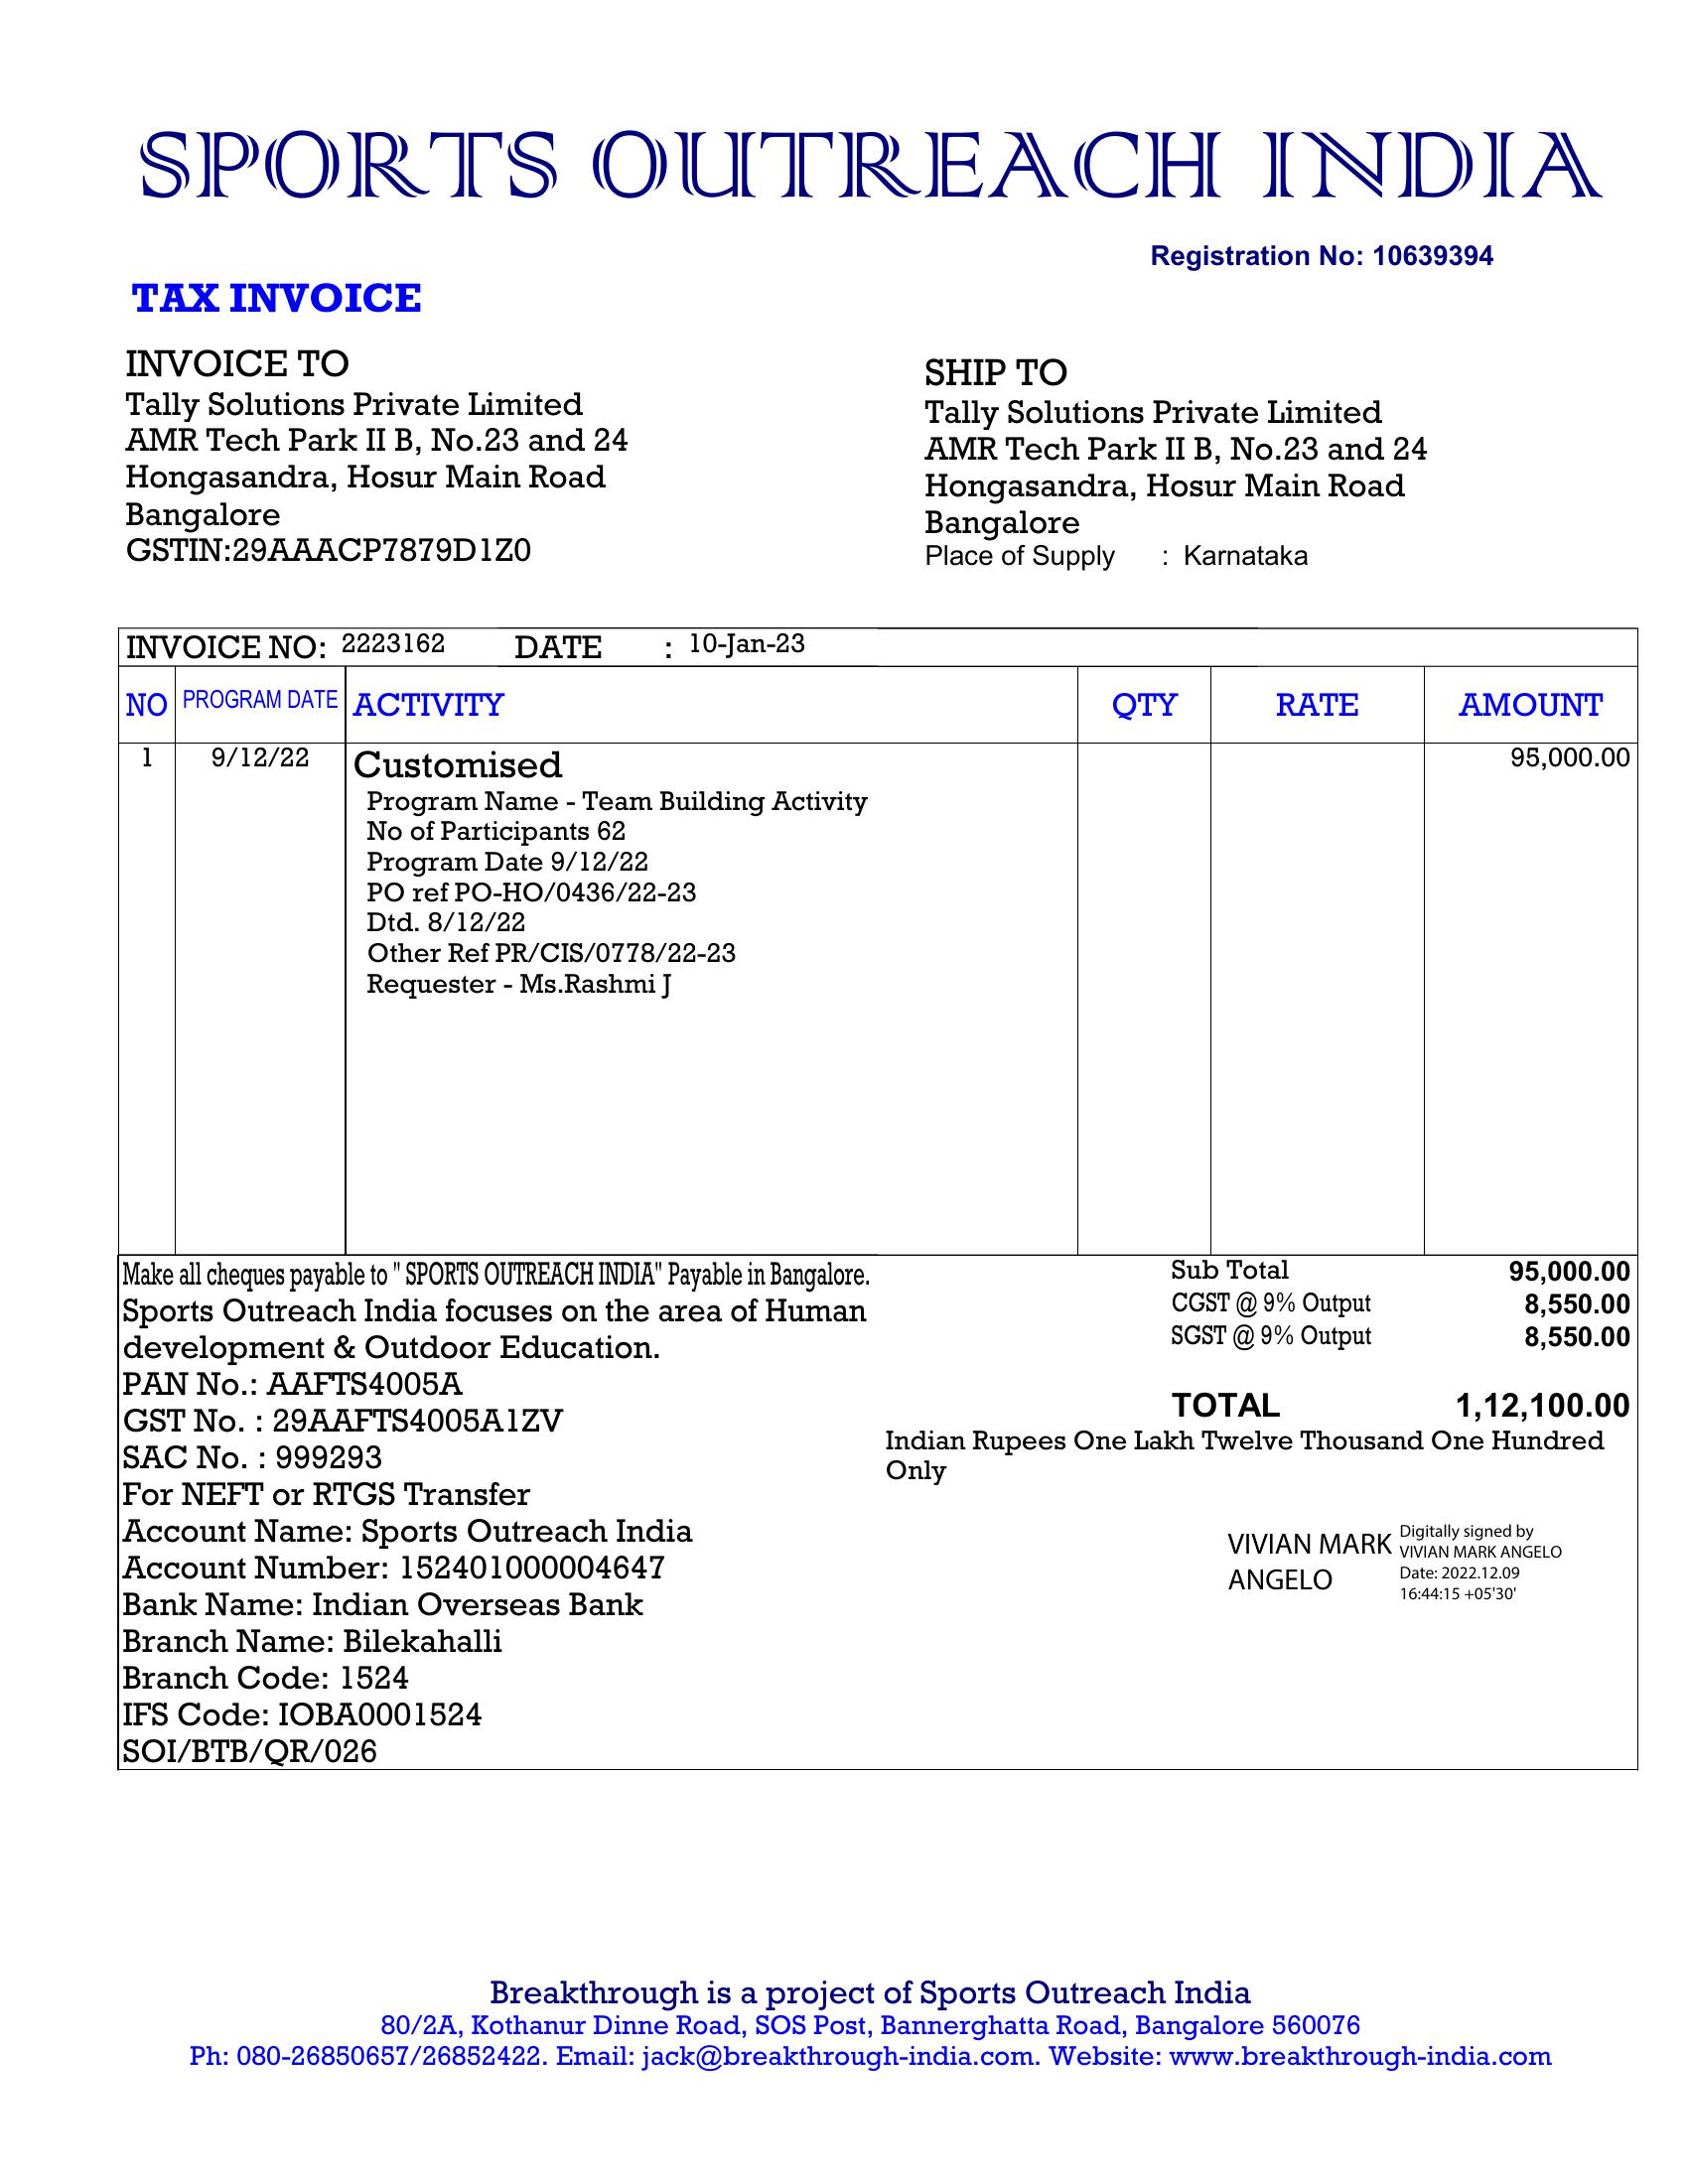 SPORTS OUTREACH INDIA
Registration No: 10639394
TAX INVOICE
INVOICE TO
Tally Solutions Private Limited
AMR Tech Park II B, No.23 and 24
Hongasandra, Hosur Main Road
Bangalore
GSTIN:29AAACP7879D1Z0
SHIP TO
Tally Solutions Private Limited
AMR Tech Park II B, No.23 and 24
Hongasandra, Hosur Main Road
Bangalore
Place of Supply : Karnataka
INVOICE NO: 2223162 DATE : 10-Jan-23
NO PROGRAM DATE ACTIVITY QTY RATE AMOUNT
1 9/12/22 Customised 95,000.00
Program Name - Team Building Activity
No of Participants 62
Program Date 9/12/22
PO ref PO-HO/0436/22-23
Dtd. 8/12/22
Other Ref PR/CIS/0778/22-23
Requester - Ms.Rashmi J
Make all cheques payable to " SPORTS OUTREACH INDIA" Payable in Bangalore.
Sports Outreach India focuses on the area of Human
development & Outdoor Education.
PAN No.: AAFTS4005A
GST No. : 29AAFTS4005A1ZV
SAC No. : 999293
For NEFT or RTGS Transfer
Account Name: Sports Outreach India
Account Number: 152401000004647
Bank Name: Indian Overseas Bank
Branch Name: Bilekahalli
Branch Code: 1524
IFS Code: IOBA0001524
SOI/BTB/QR/026
Sub Total 95,000.00
CGST @ 9% Output 8,550.00
SGST @ 9% Output 8,550.00
TOTAL 1,12,100.00
Indian Rupees One Lakh Twelve Thousand One Hundred
Only
VIVIAN MARK
ANGELO
Digitally signed by
VIVIAN MARK ANGELO
Date: 2022.12.09
16:44:15 +05'30'
Breakthrough is a project of Sports Outreach India
80/2A, Kothanur Dinne Road, SOS Post, Bannerghatta Road, Bangalore 560076
Ph: 080-26850657/26852422. Email: jack@breakthrough-india.com. Website: www.breakthrough-india.com